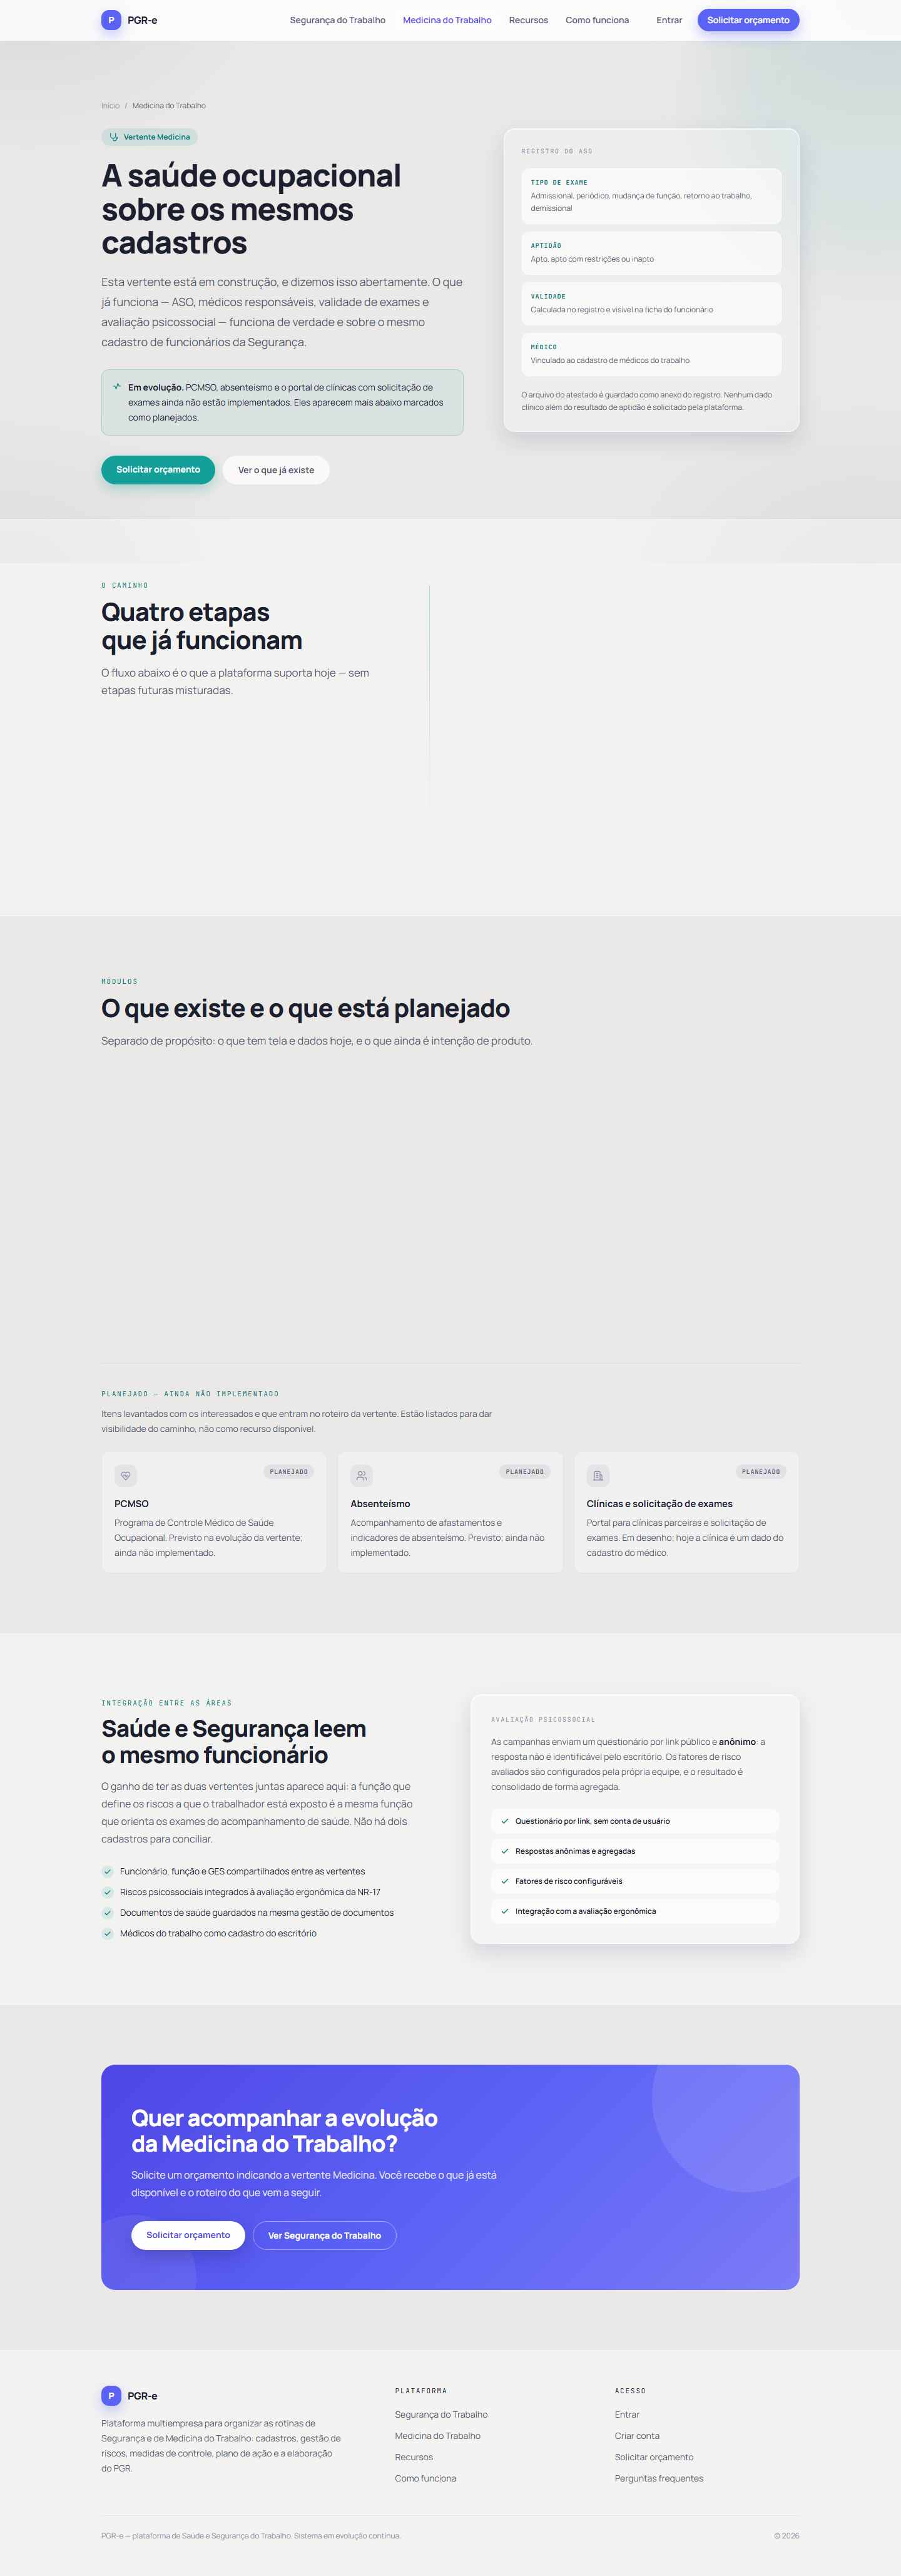 P PGR-e
Segurança do Trabalho Medicina do Trabalho Recursos Como funciona Entrar Solicitar orçamento
Início / Medicina do Trabalho
Vertente Medicina
A saúde ocupacional
sobre os mesmos
cadastros
Esta vertente está em construção, e dizemos isso abertamente. O que
já funciona — ASO, médicos responsáveis, validade de exames e
avaliação psicossocial — funciona de verdade e sobre o mesmo
cadastro de funcionários da Segurança.
Em evolução. PCMSO, absenteísmo e o portal de clínicas com solicitação de
exames ainda não estão implementados. Eles aparecem mais abaixo marcados
como planejados.
Solicitar orçamento Ver o que já existe
REGISTRO DO ASO
TIPO DE EXAME
Admissional, periódico, mudança de função, retorno ao trabalho,
demissional
APTIDÃO
Apto, apto com restrições ou inapto
VALIDADE
Calculada no registro e visível na ficha do funcionário
MÉDICO
Vinculado ao cadastro de médicos do trabalho
O arquivo do atestado é guardado como anexo do registro. Nenhum dado
clínico além do resultado de aptidão é solicitado pela plataforma.
O CAMINHO
Quatro etapas
que já funcionam
O fluxo abaixo é o que a plataforma suporta hoje — sem
etapas futuras misturadas.
MÓDULOS
O que existe e o que está planejado
Separado de propósito: o que tem tela e dados hoje, e o que ainda é intenção de produto.
PLANEJADO — AINDA NÃO IMPLEMENTADO
Itens levantados com os interessados e que entram no roteiro da vertente. Estão listados para dar
visibilidade do caminho, não como recurso disponível.
PLANEJADO
PCMSO
Programa de Controle Médico de Saúde
Ocupacional. Previsto na evolução da vertente;
ainda não implementado.
PLANEJADO
Absenteísmo
Acompanhamento de afastamentos e
indicadores de absenteísmo. Previsto; ainda não
implementado.
PLANEJADO
Clínicas e solicitação de exames
Portal para clínicas parceiras e solicitação de
exames. Em desenho; hoje a clínica é um dado do
cadastro do médico.
INTEGRAÇÃO ENTRE AS ÁREAS
Saúde e Segurança leem
o mesmo funcionário
O ganho de ter as duas vertentes juntas aparece aqui: a função que
define os riscos a que o trabalhador está exposto é a mesma função
que orienta os exames do acompanhamento de saúde. Não há dois
cadastros para conciliar.
Funcionário, função e GES compartilhados entre as vertentes
Riscos psicossociais integrados à avaliação ergonômica da NR-17
Documentos de saúde guardados na mesma gestão de documentos
Médicos do trabalho como cadastro do escritório
AVALIAÇÃO PSICOSSOCIAL
As campanhas enviam um questionário por link público e anônimo: a
resposta não é identificável pelo escritório. Os fatores de risco
avaliados são configurados pela própria equipe, e o resultado é
consolidado de forma agregada.
Questionário por link, sem conta de usuário
Respostas anônimas e agregadas
Fatores de risco configuráveis
Integração com a avaliação ergonômica
Quer acompanhar a evolução
da Medicina do Trabalho?
Solicite um orçamento indicando a vertente Medicina. Você recebe o que já está
disponível e o roteiro do que vem a seguir.
Solicitar orçamento Ver Segurança do Trabalho
P PGR-e
Plataforma multiempresa para organizar as rotinas de
Segurança e de Medicina do Trabalho: cadastros, gestão de
riscos, medidas de controle, plano de ação e a elaboração
do PGR.
PLATAFORMA
Segurança do Trabalho
Medicina do Trabalho
Recursos
Como funciona
ACESSO
Entrar
Criar conta
Solicitar orçamento
Perguntas frequentes
PGR-e — plataforma de Saúde e Segurança do Trabalho. Sistema em evolução contínua.
© 2026